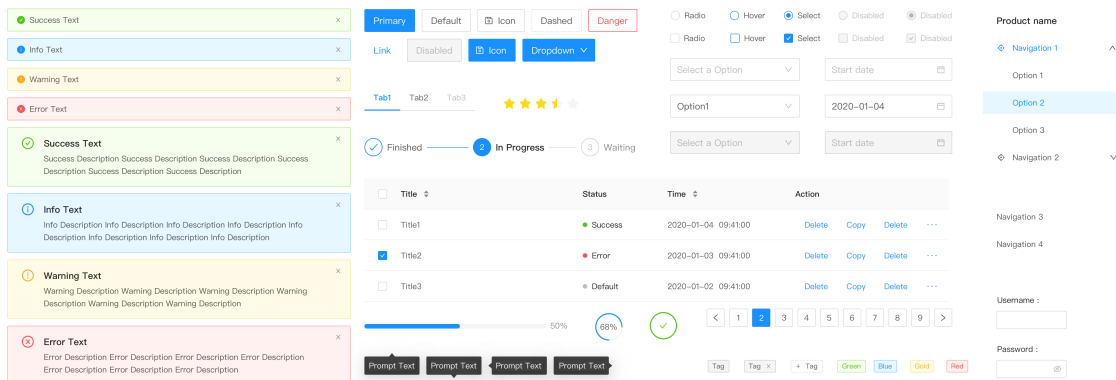 Success Text
Info Text
Warning Text
Error Text
Success Text
Success Description Success Description Success Description Success
Description Success Description Success Description
Info Text
Info Description Info Description Info Description Info Description Info
Description Info Description Info Description Info Description
Warning Text
Warning Description Warning Description Warning Description Warning
Description Warning Description Warning Description
Error Text
Error Description Error Description Error Description Error Description
Error Description Error Description Error Description
Primary Default Icon Dashed Danger
Link Disabled Icon Dropdown
Tab1 Tab2 Tab3
Finished 2 In Progress 3 Waiting
Radio Hover Select Disabled Disabled
Radio Hover Select Disabled Disabled
Select a Option Start date
Option1 2020-01-04
Select a Option Start date
Title Status Time Action
Title1 Success 2020-01-04 09:41:00 Delete Copy Delete ···
Title2 Error 2020-01-03 09:41:00 Delete Copy Delete ···
Title3 Default 2020-01-02 09:41:00 Delete Copy Delete ···
50% 68% < 1 2 3 4 5 6 7 8 9 >
Prompt Text Prompt Text Prompt Text Prompt Text
Tag Tag × + Tag Green Blue Gold Red
Product name
Navigation 1
Option 1
Option 2
Option 3
Navigation 2
Navigation 3
Navigation 4
Username :
Password :